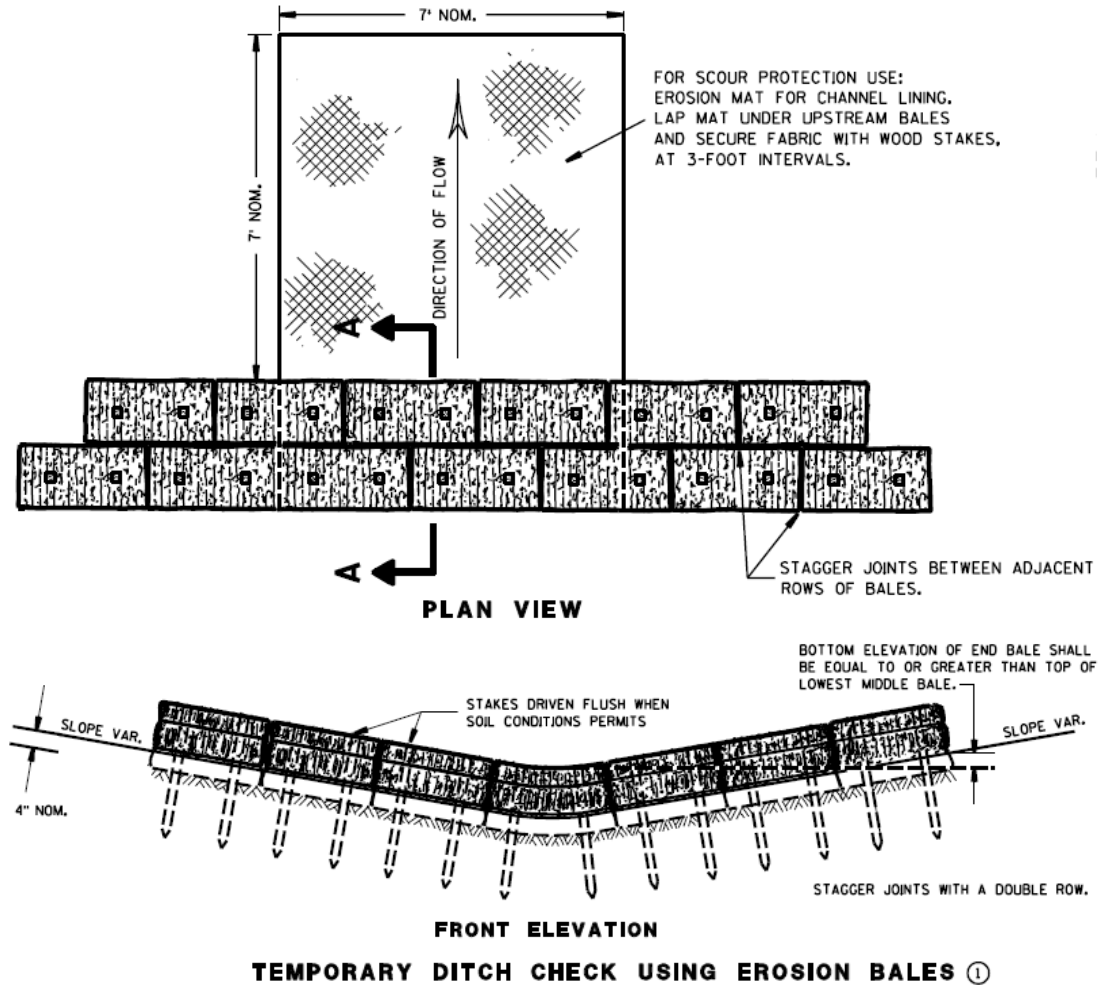 7' NOM.
FOR SCOUR PROTECTION USE:
EROSION MAT FOR CHANNEL LINING.
LAP MAT UNDER UPSTREAM BALES
AND SECURE FABRIC WITH WOOD STAKES,
AT 3-FOOT INTERVALS.
7' NOM.
DIRECTION OF FLOW
A
A
STAGGER JOINTS BETWEEN ADJACENT
ROWS OF BALES.
PLAN VIEW
BOTTOM ELEVATION OF END BALE SHALL
BE EQUAL TO OR GREATER THAN TOP OF
LOWEST MIDDLE BALE.
STAKES DRIVEN FLUSH WHEN
SOIL CONDITIONS PERMITS
SLOPE VAR.
SLOPE VAR.
4" NOM.
STAGGER JOINTS WITH A DOUBLE ROW.
FRONT ELEVATION
TEMPORARY DITCH CHECK USING EROSION BALES ①